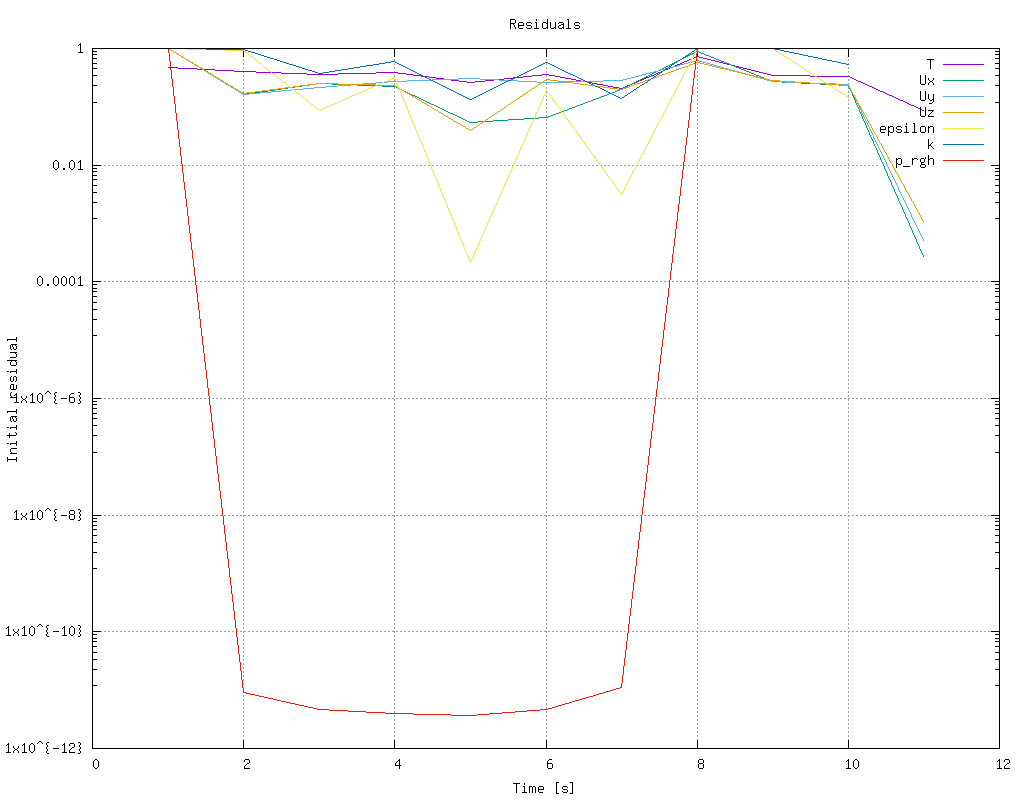 Residuals
1
0.01
0.0001
1x10^{-6}
1x10^{-8}
1x10^{-10}
1x10^{-12}
Initial residual
T
Ux
Uy
Uz
epsilon
k
p_rgh
0 2 4 6 8 10 12
Time [s]